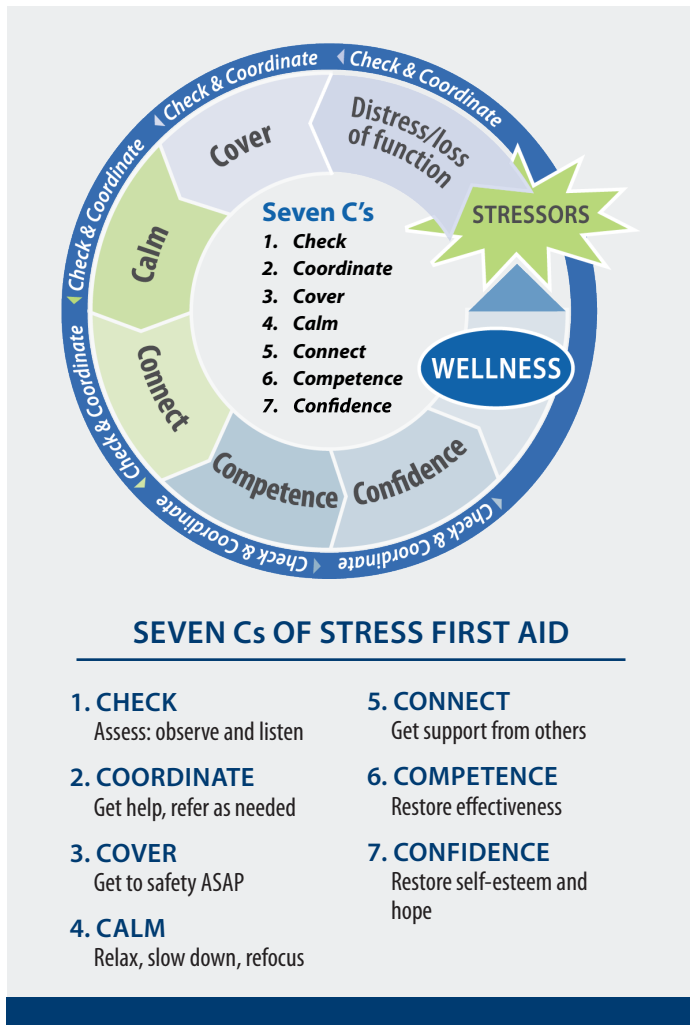 Check & Coordinate
Check & Coordinate
Check & Coordinate
Check & Coordinate
Check & Coordinate
Check & Coordinate
Distress/loss
of function
STRESSORS
Cover
Calm
Connect
Competence
Confidence
WELLNESS
Seven C's
1. Check
2. Coordinate
3. Cover
4. Calm
5. Connect
6. Competence
7. Confidence
SEVEN Cs OF STRESS FIRST AID
1. CHECK
Assess: observe and listen
2. COORDINATE
Get help, refer as needed
3. COVER
Get to safety ASAP
4. CALM
Relax, slow down, refocus
5. CONNECT
Get support from others
6. COMPETENCE
Restore effectiveness
7. CONFIDENCE
Restore self-esteem and
hope